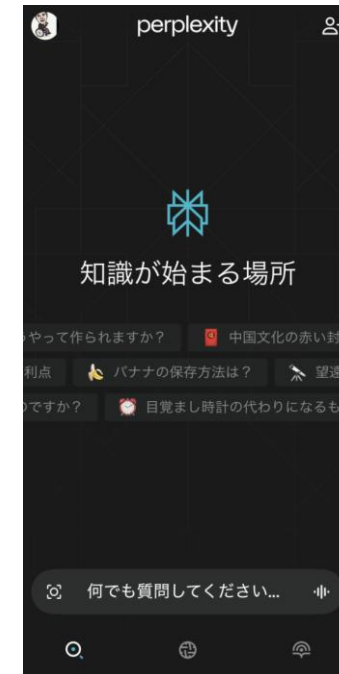 perplexity
知識が始まる場所
やって作られますか？ 中国文化の赤い封
利点 バナナの保存方法は？ 望遠
のですか？ 目覚まし時計の代わりになるも
何でも質問してください...